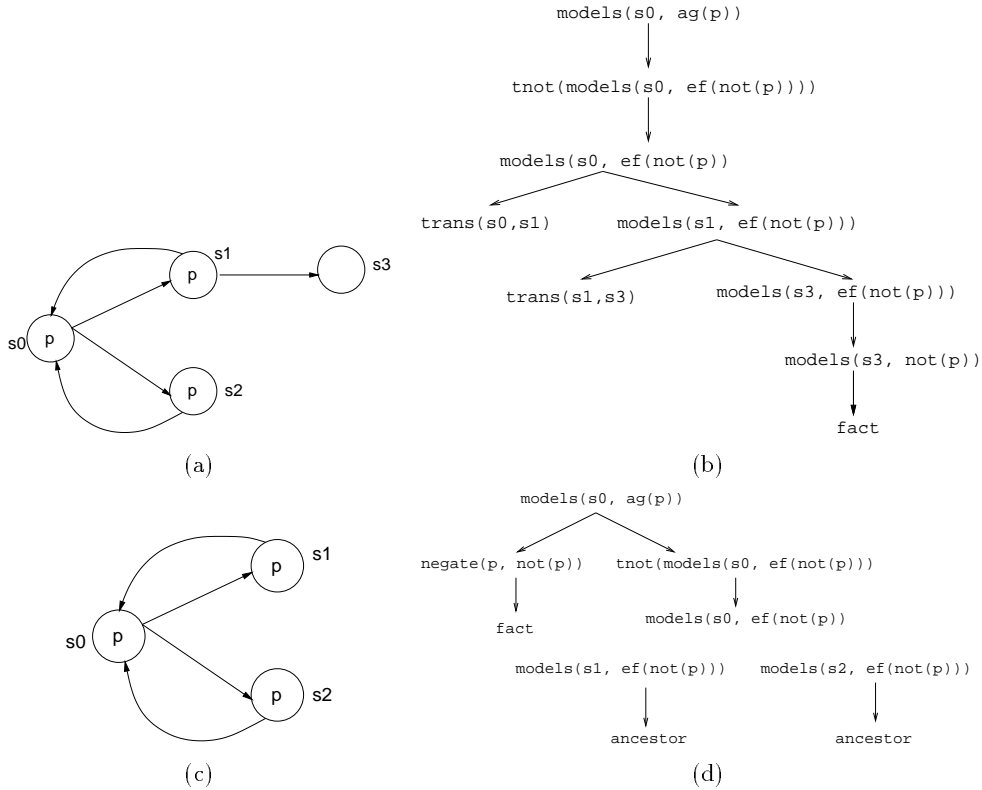 models(s0, ag(p))
tnot(models(s0, ef(not(p))))
models(s0, ef(not(p))
trans(s0,s1)
models(s1, ef(not(p)))
trans(s1,s3)
models(s3, ef(not(p)))
models(s3, not(p))
fact
s1
p
s3
s0
p
p
s2
(a)
(b)
models(s0, ag(p))
negate(p, not(p))
tnot(models(s0, ef(not(p)))
fact
models(s0, ef(not(p))
models(s1, ef(not(p)))
models(s2, ef(not(p)))
ancestor
ancestor
s1
p
s0
p
p
s2
(c)
(d)